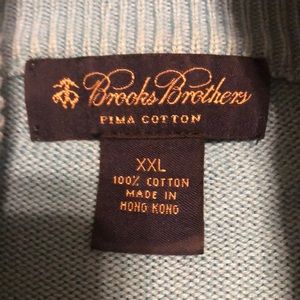 Brooks Brothers
PIMA COTTON
XXL
100% COTTON
MADE IN
HONG KONG